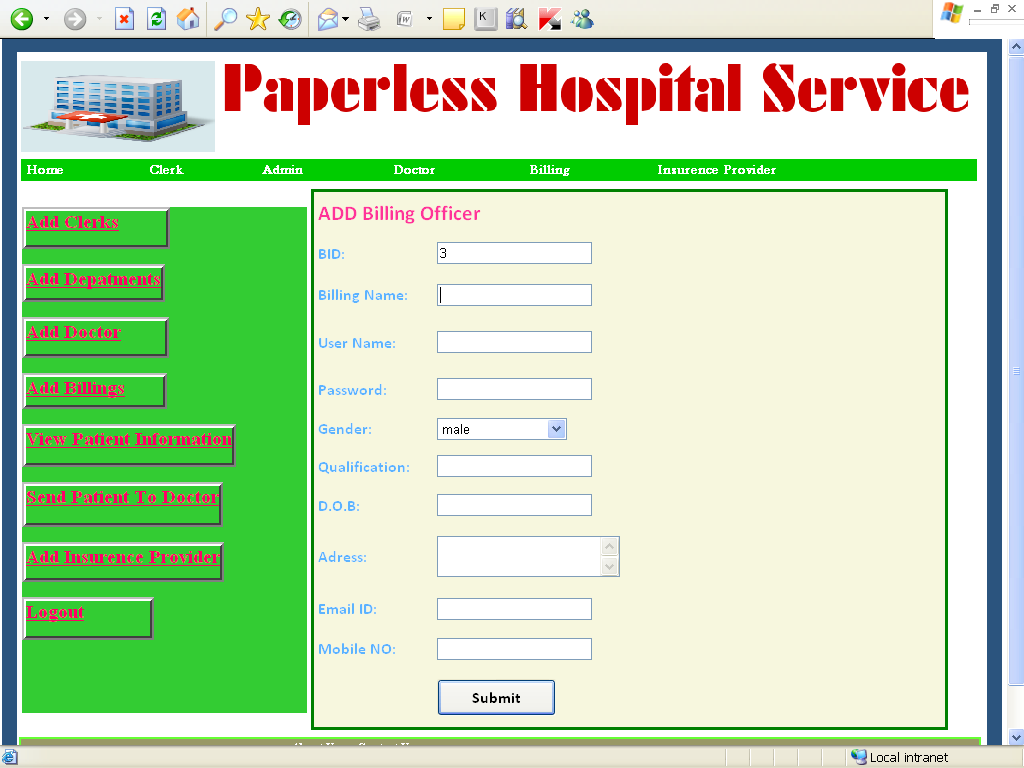 W
K
Paperless Hospital Service
Home Clerk Admin Doctor Billing Insurence Provider
Add Clerks
Add Depatments
Add Doctor
Add Billings
View Patient Information
Send Patient To Doctor
Add Insurence Provider
Logout
ADD Billing Officer
BID: 3
Billing Name:
User Name:
Password:
Gender: male
Qualification:
D.O.B:
Adress:
Email ID:
Mobile NO:
Submit
Local intranet